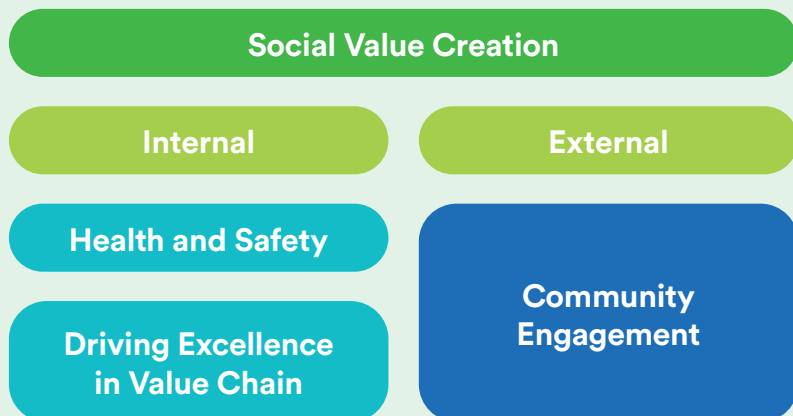 Social Value Creation
Internal
External
Health and Safety
Community
Engagement
Driving Excellence
in Value Chain